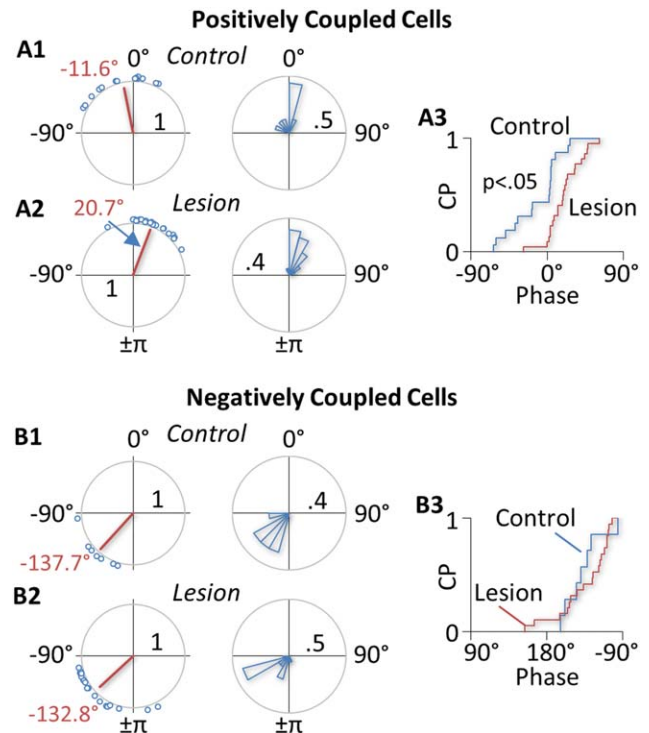 Positively Coupled Cells
A1
0°
Control
0°
-11.6°
-90°
1
.5
90°
A2
Lesion
20.7°
-90°
1
.4
90°
±π
±π
A3
Control
1
CP
p<.05
Lesion
0
-90°
0°
90°
Phase
Negatively Coupled Cells
B1
0°
Control
0°
-90°
1
.4
90°
-137.7°
B2
Lesion
-90°
1
.5
90°
-132.8°
±π
±π
B3
1
Control
CP
Lesion
0
90°
180°
-90°
Phase